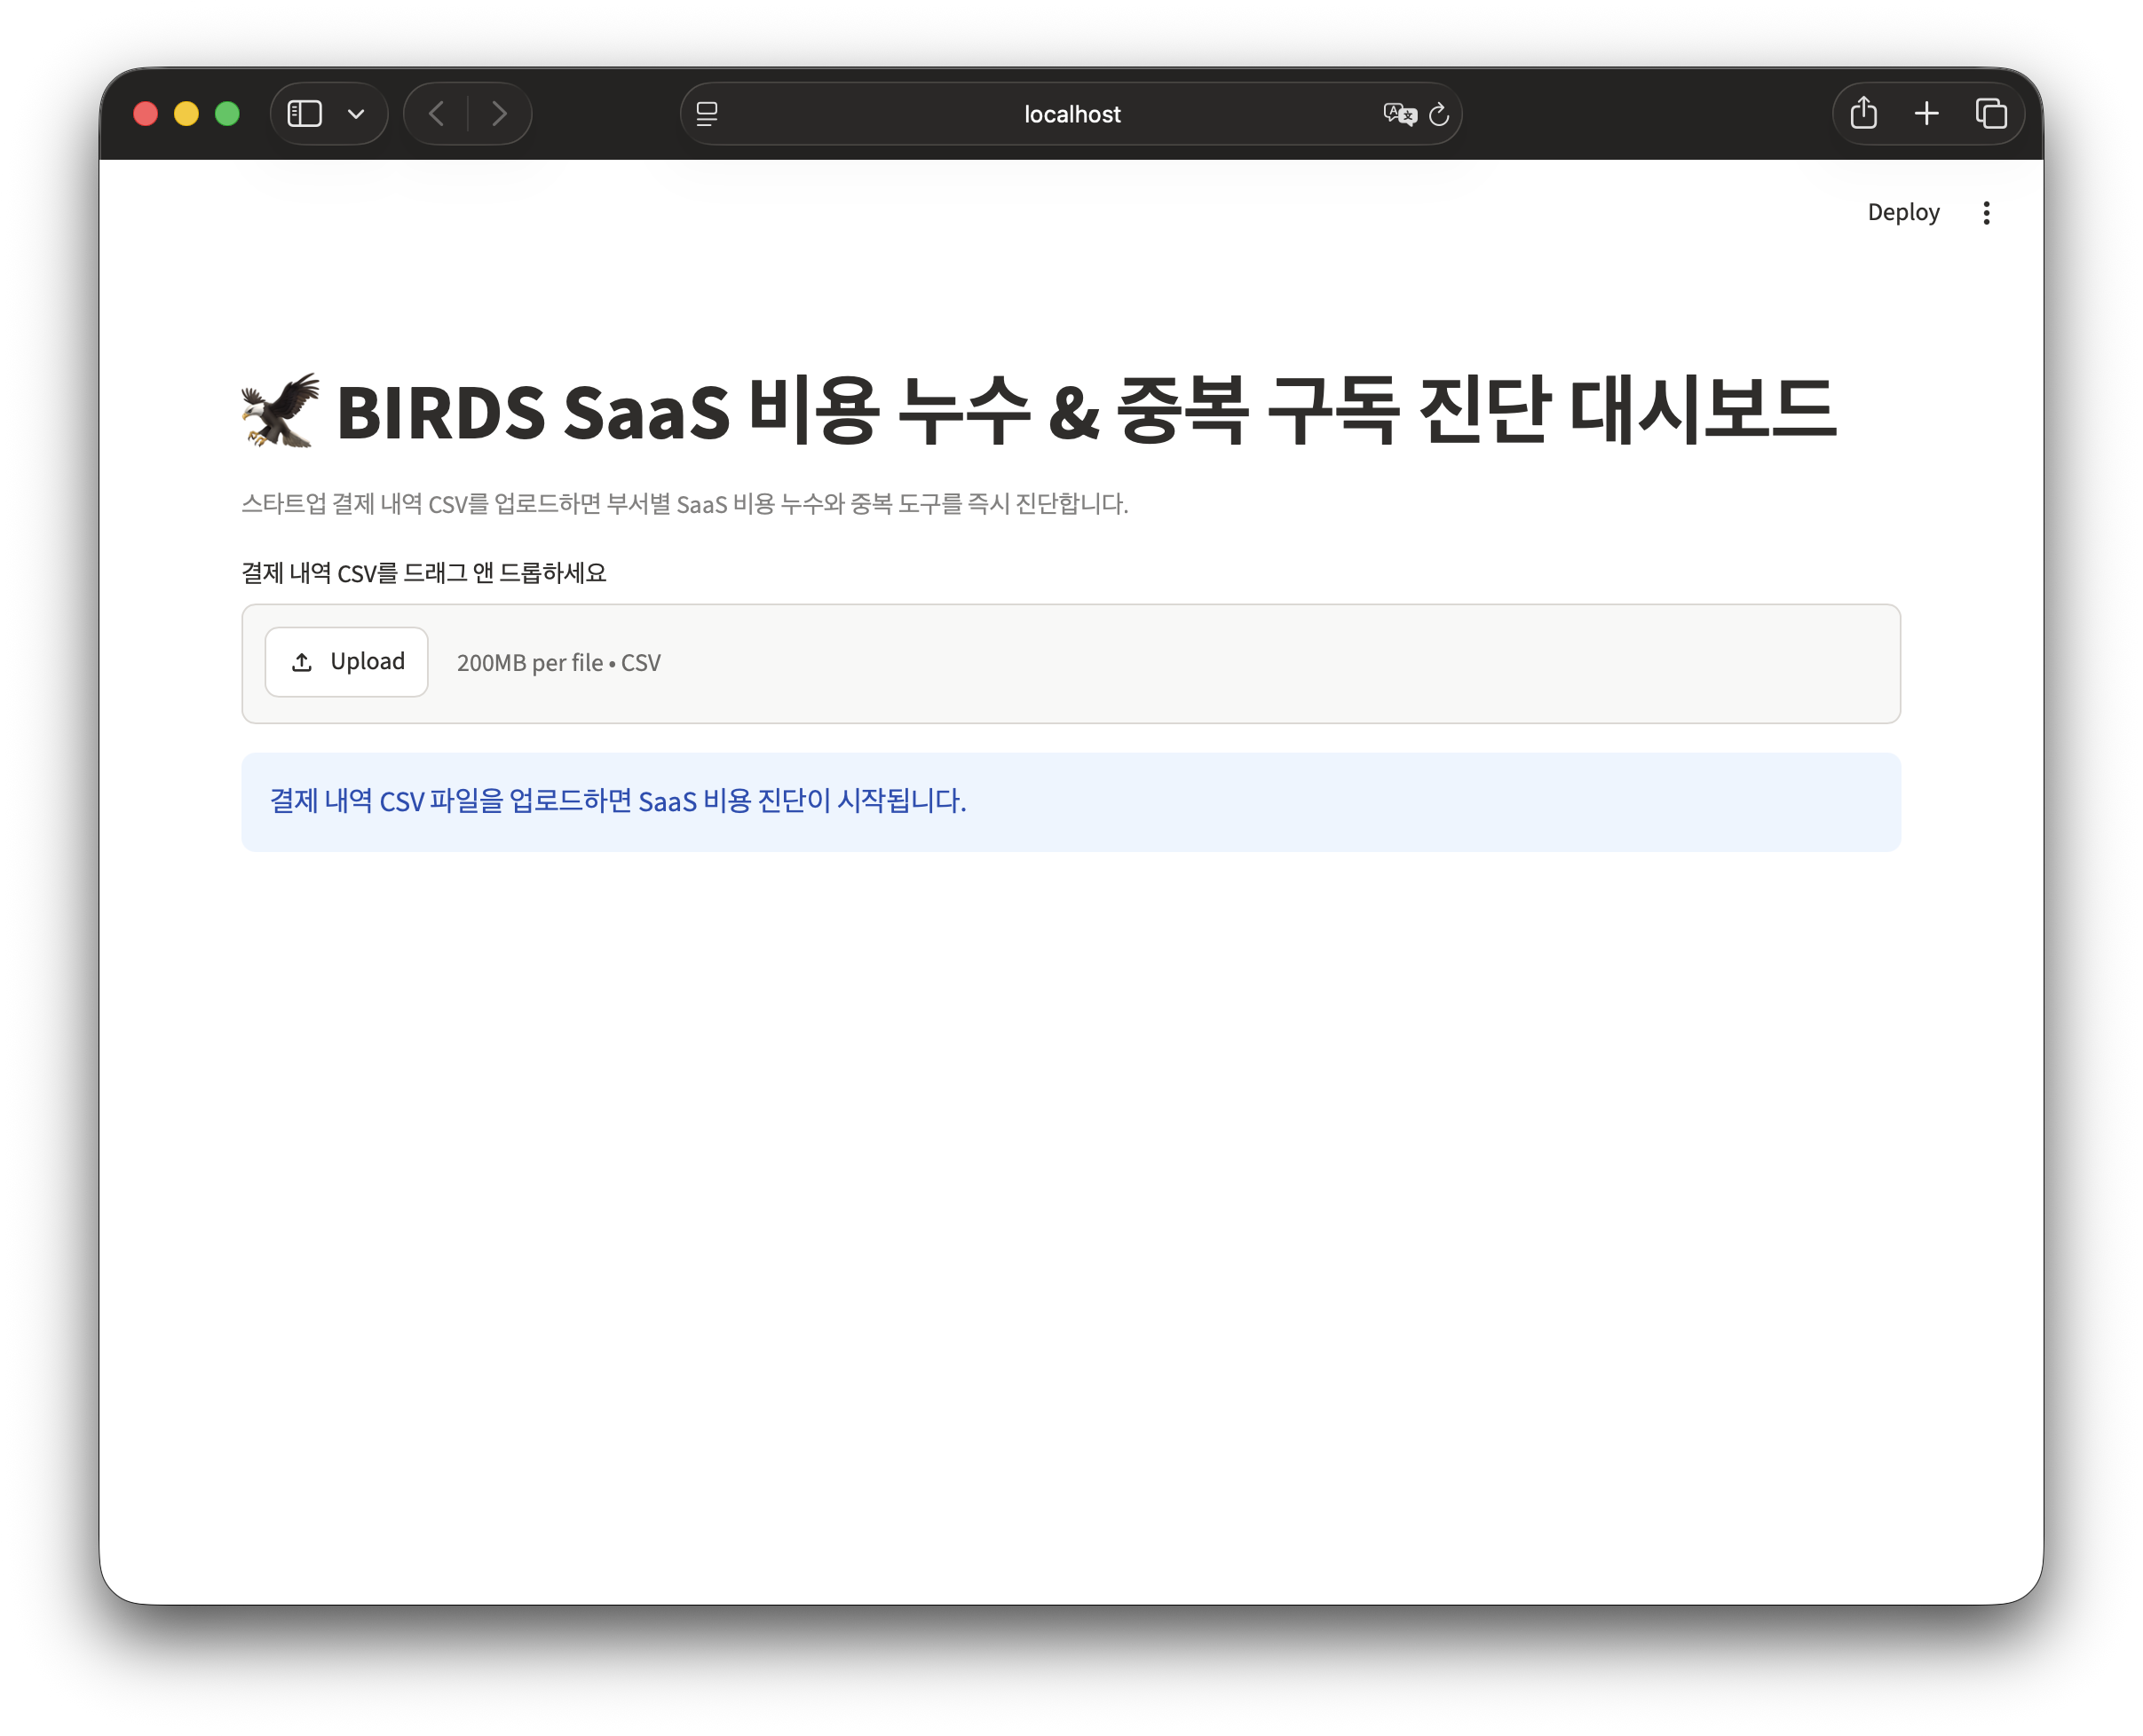 localhost
Deploy
BIRDS SaaS 비용 누수 & 중복 구독 진단 대시보드
스타트업 결제 내역 CSV를 업로드하면 부서별 SaaS 비용 누수와 중복 도구를 즉시 진단합니다.
결제 내역 CSV를 드래그 앤 드롭하세요
Upload 200MB per file • CSV
결제 내역 CSV 파일을 업로드하면 SaaS 비용 진단이 시작됩니다.